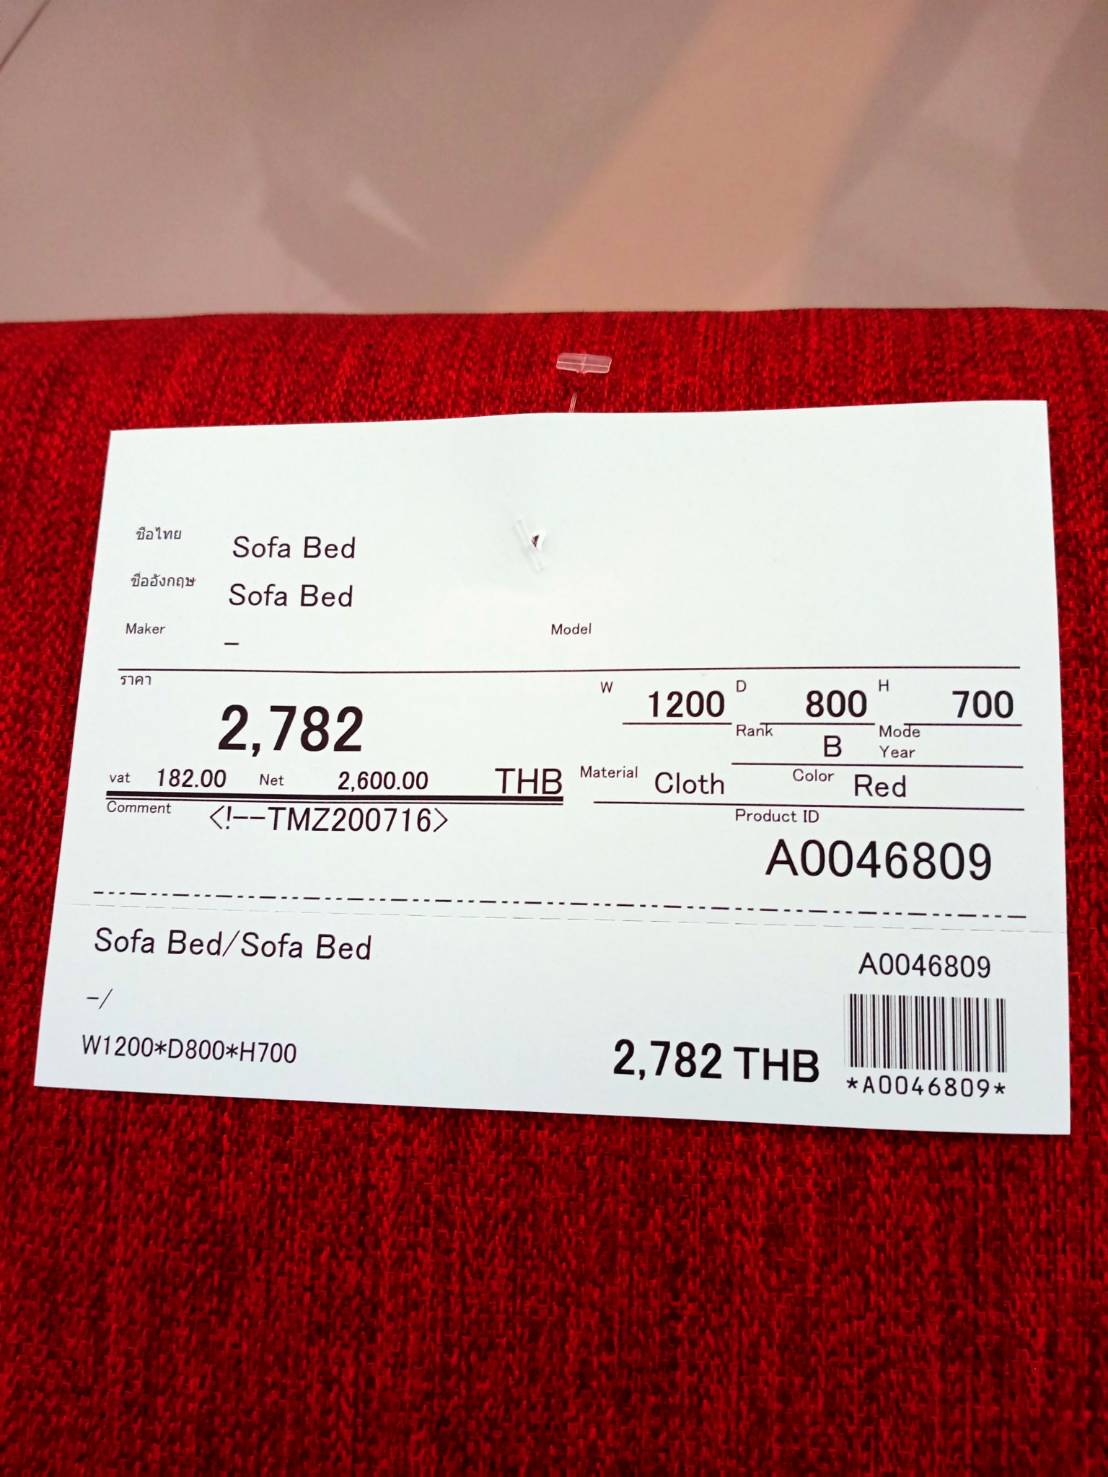 ชื่อไทย Sofa Bed
ชื่ออังกฤษ Sofa Bed
Maker – Model
ราคา 2,782 W 1200 D 800 H 700
Rank B Mode Year
vat 182.00 Net 2,600.00 THB Material Cloth Color Red
Comment <!--TMZ200716> Product ID
A0046809
Sofa Bed/Sofa Bed A0046809
-/
W1200*D800*H700 2,782 THB *A0046809*